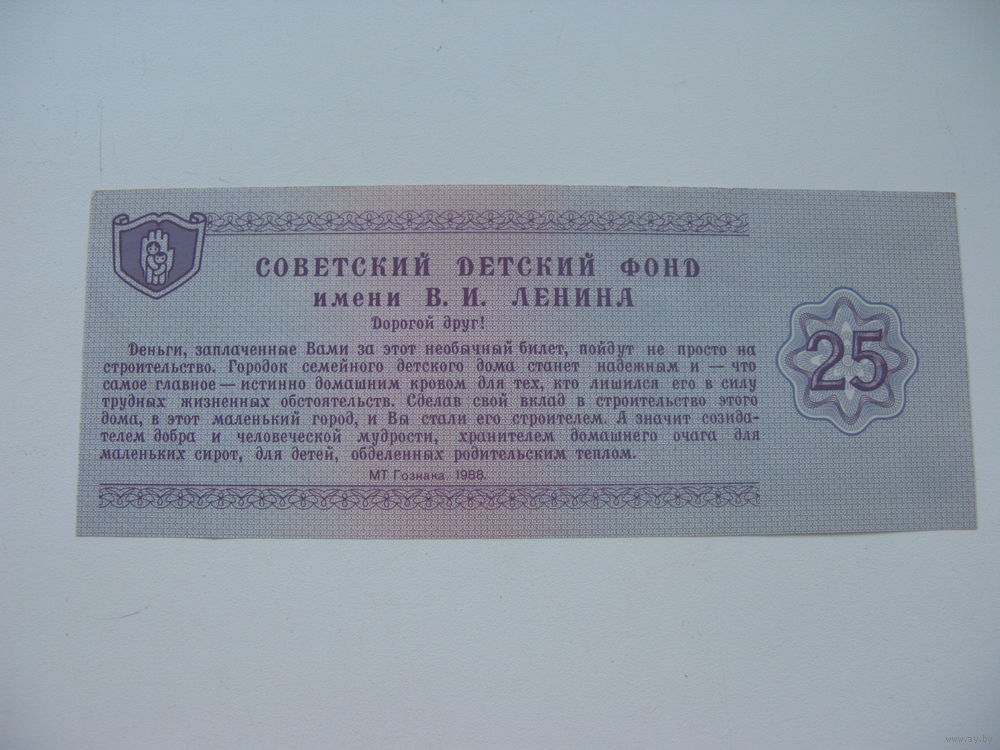 СОВЕТСКИЙ ДЕТСКИЙ ФОНД
имени В. И. ЛЕНИНА
Дорогой друг!
Деньги, заплаченные Вами за этот необычный билет, пойдут не просто на
строительство. Городок семейного детского дома станет надежным и — что
самое главное — истинно домашним кровом для тех, кто лишился его в силу
трудных жизненных обстоятельств. Сделав свой вклад в строительство этого
дома, в этот маленький город, и Вы стали его строителем. А значит созида-
телем добра и человеческой мудрости, хранителем домашнего очага для
маленьких сирот, для детей, обделенных родительским теплом.
МТ Гознака. 1988.
25
www.ay.by